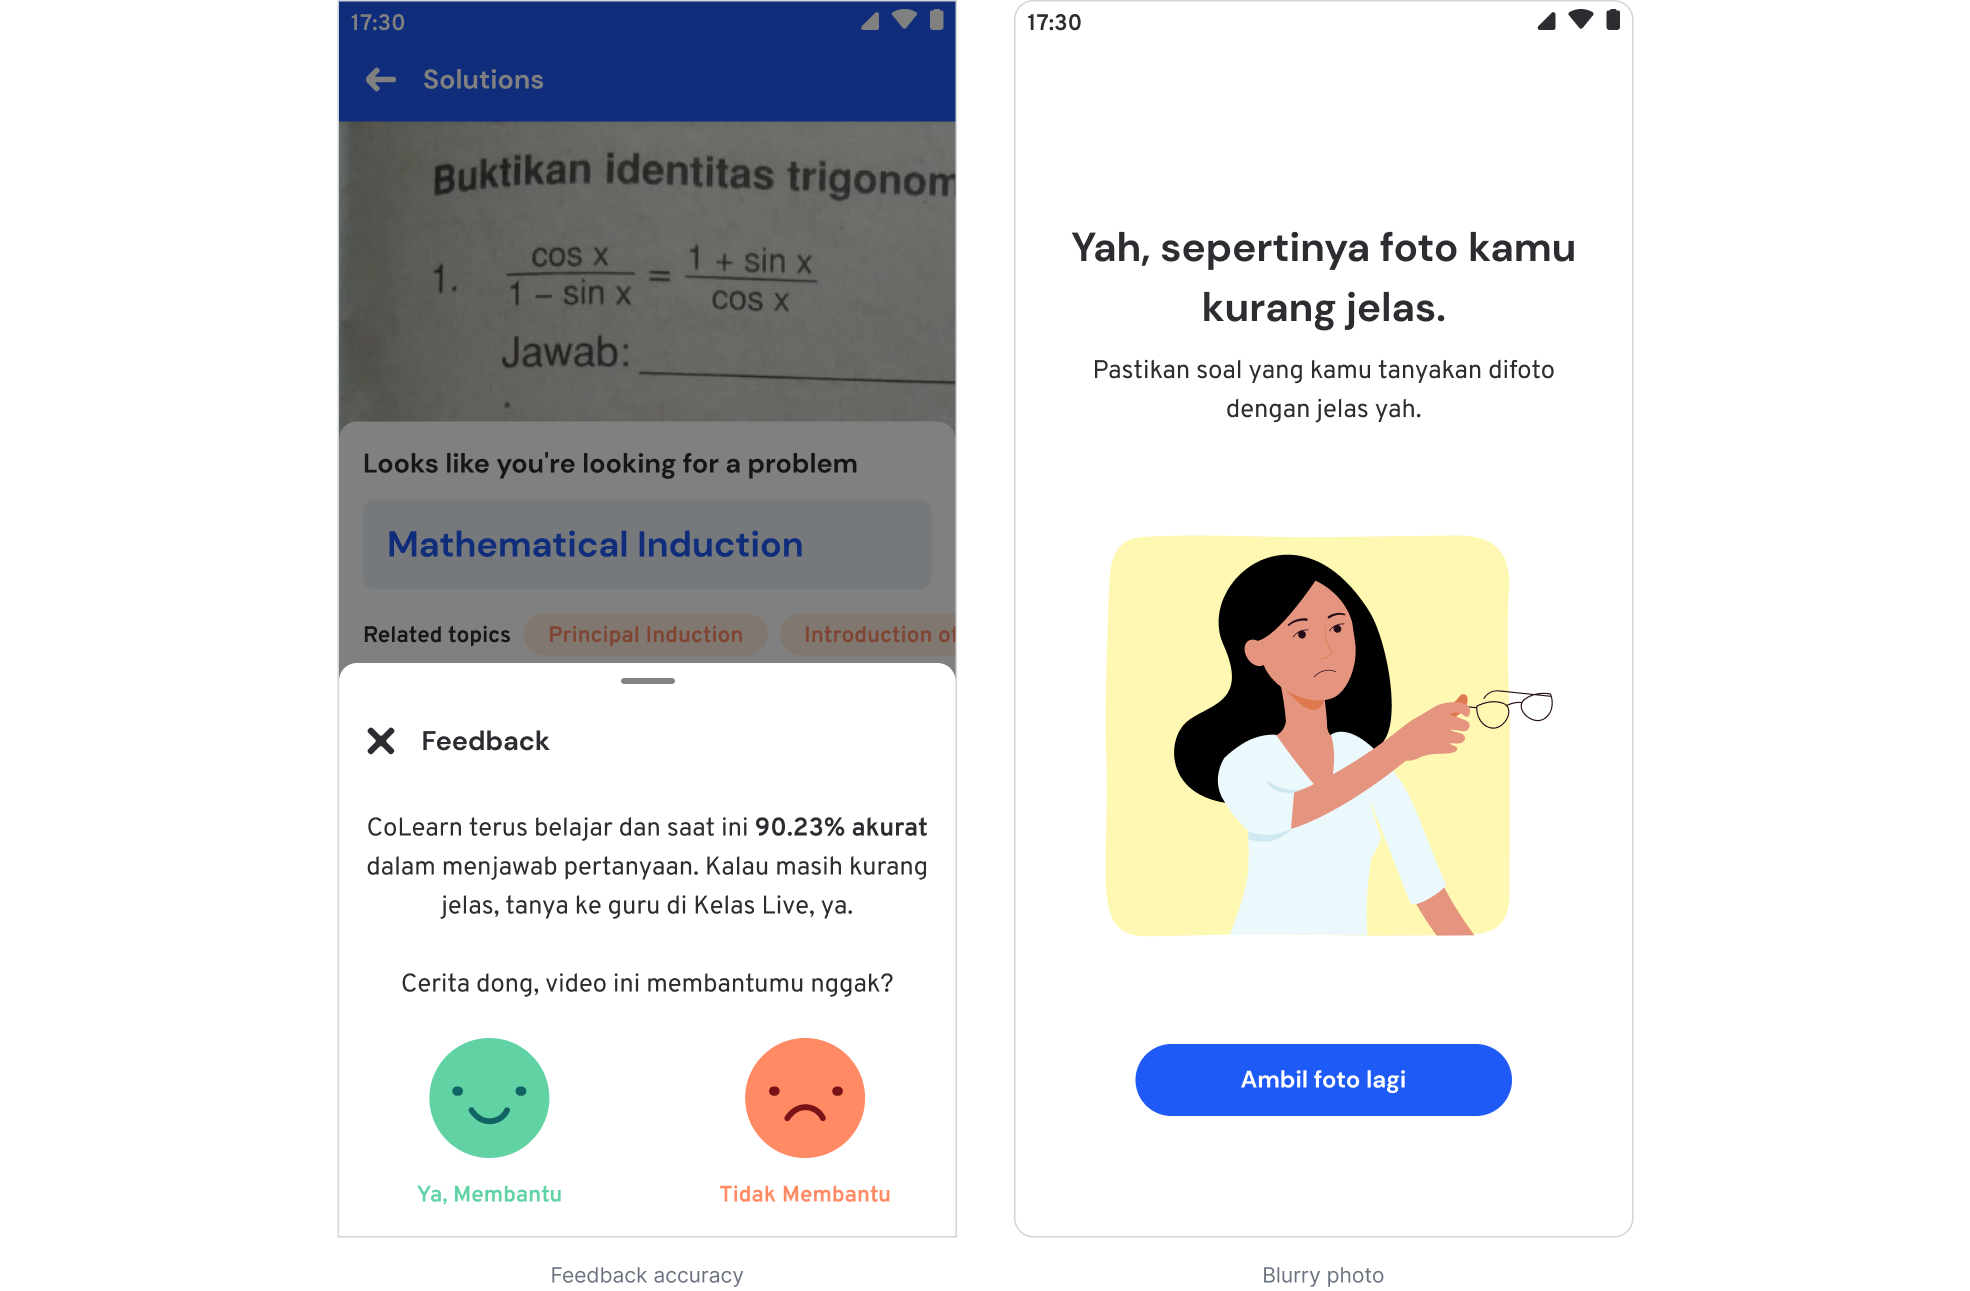 17:30
Solutions
Buktikan identitas trigonom
1. cos x / 1 – sin x = 1 + sin x / cos x
Jawab:
Looks like you're looking for a problem
Mathematical Induction
Related topics Principal Induction Introduction of
Feedback
CoLearn terus belajar dan saat ini 90.23% akurat
dalam menjawab pertanyaan. Kalau masih kurang
jelas, tanya ke guru di Kelas Live, ya.
Cerita dong, video ini membantumu nggak?
Ya, Membantu Tidak Membantu
Feedback accuracy
17:30
Yah, sepertinya foto kamu
kurang jelas.
Pastikan soal yang kamu tanyakan difoto
dengan jelas yah.
Ambil foto lagi
Blurry photo